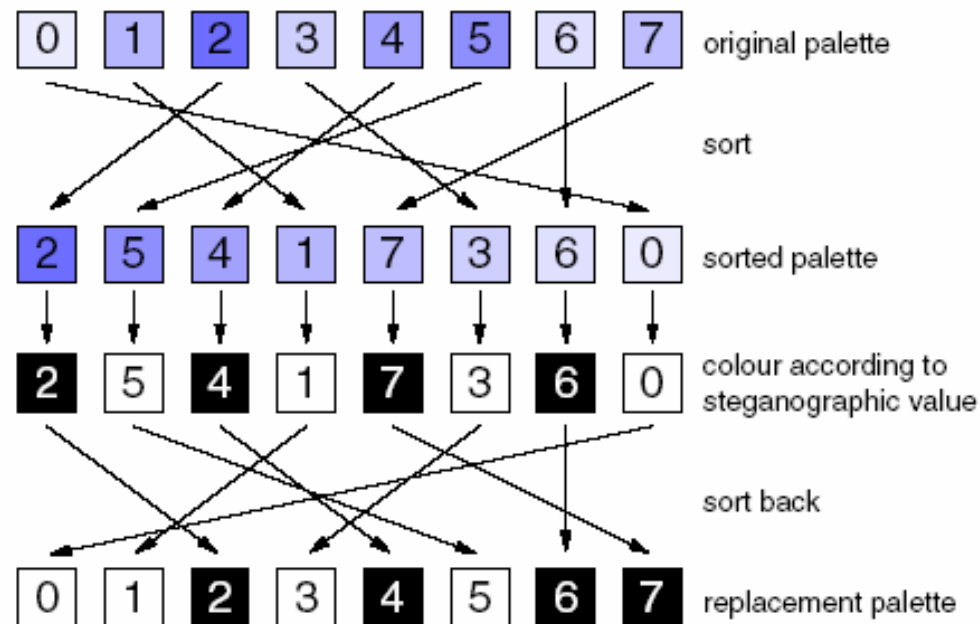 0 1 2 3 4 5 6 7 original palette
sort
2 5 4 1 7 3 6 0 sorted palette
2 5 4 1 7 3 6 0 colour according to
steganographic value
sort back
0 1 2 3 4 5 6 7 replacement palette